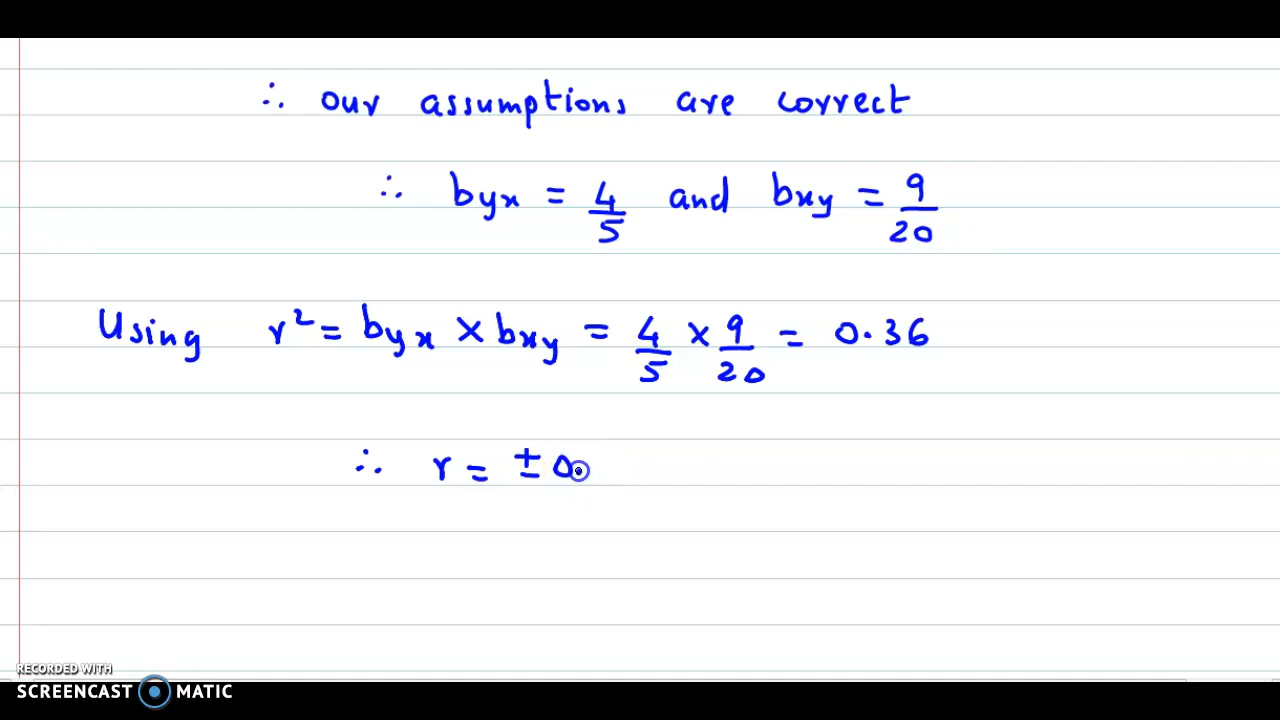 ∴ our assumptions are correct
∴ byx = 4/5 and bxy = 9/20
Using r² = byx × bxy = 4/5 × 9/20 = 0.36
∴ r = ± 0.
RECORDED WITH
SCREENCAST MATIC